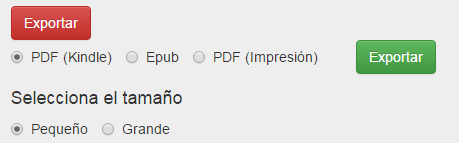 Exportar
PDF (Kindle) Epub PDF (Impresión) Exportar
Selecciona el tamaño
Pequeño Grande